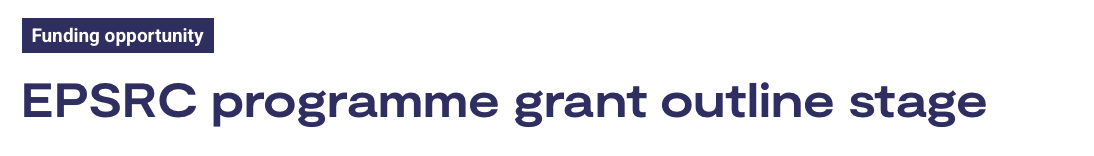 Funding opportunity
EPSRC programme grant outline stage